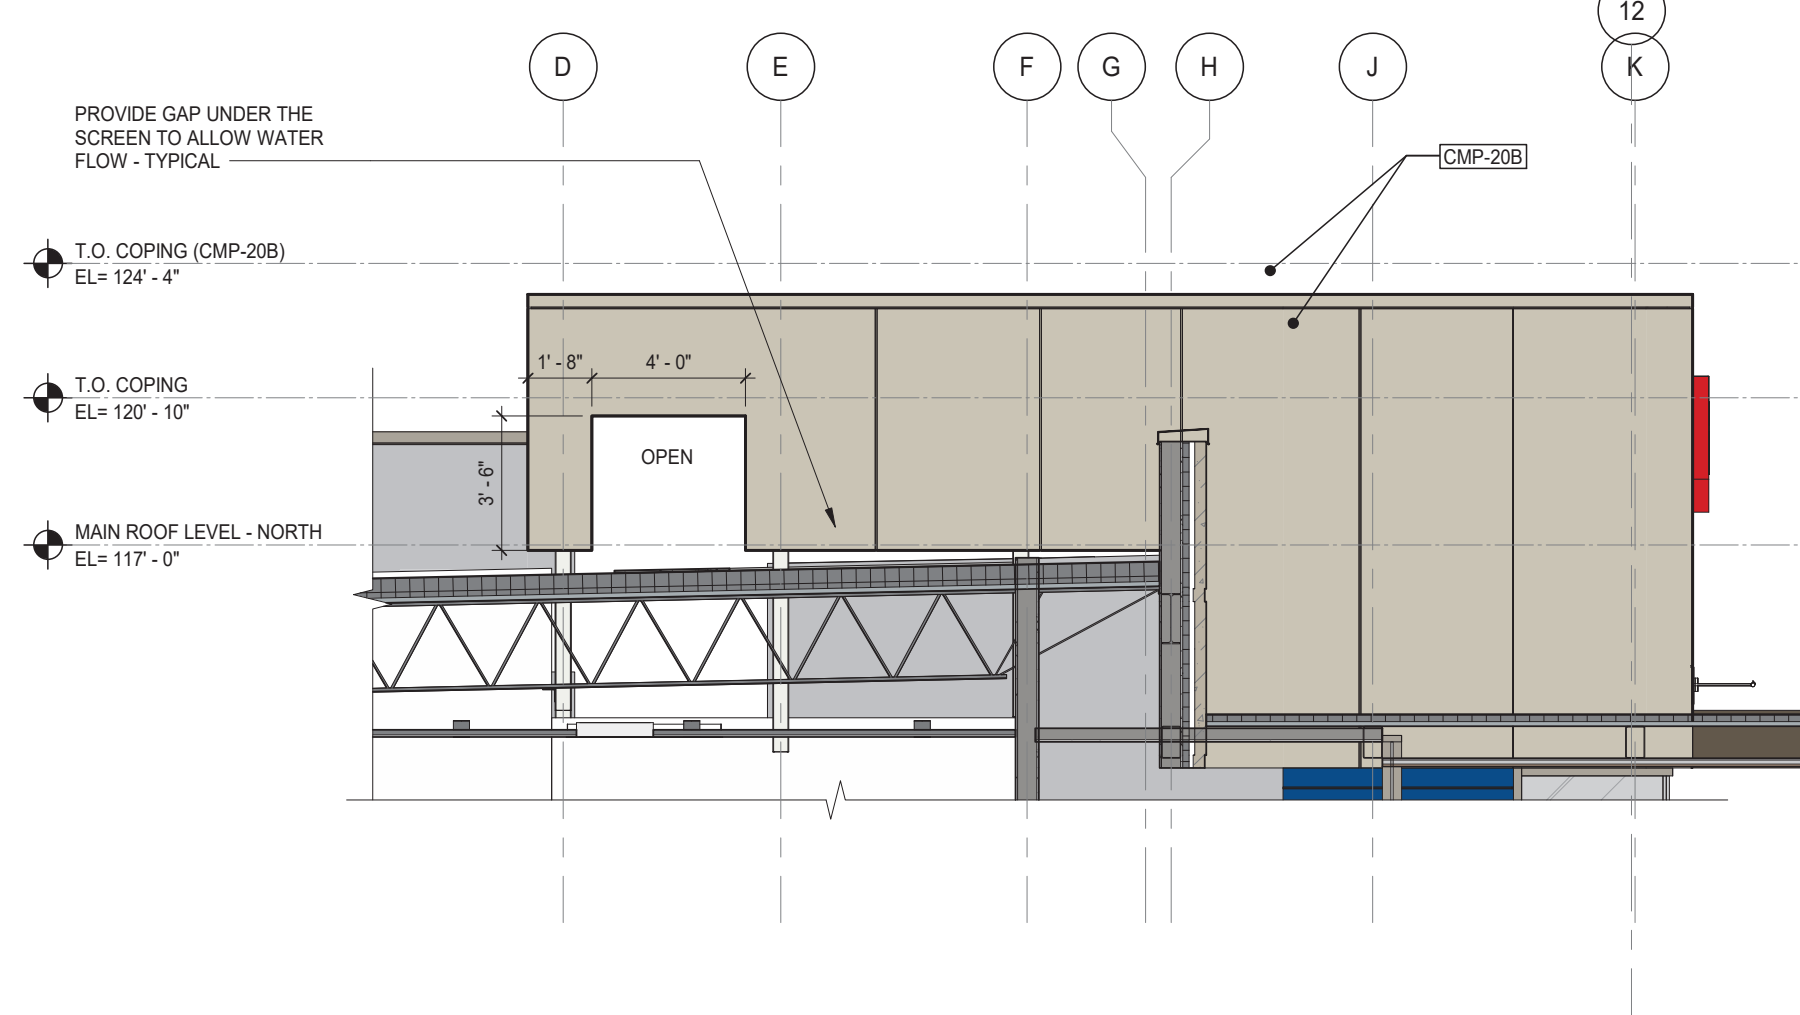 12
D
E
F
G
H
J
K
PROVIDE GAP UNDER THE
SCREEN TO ALLOW WATER
FLOW - TYPICAL
CMP-20B
T.O. COPING (CMP-20B)
EL= 124' - 4"
1' - 8"
4' - 0"
T.O. COPING
EL= 120' - 10"
OPEN
3' - 6"
MAIN ROOF LEVEL - NORTH
EL= 117' - 0"